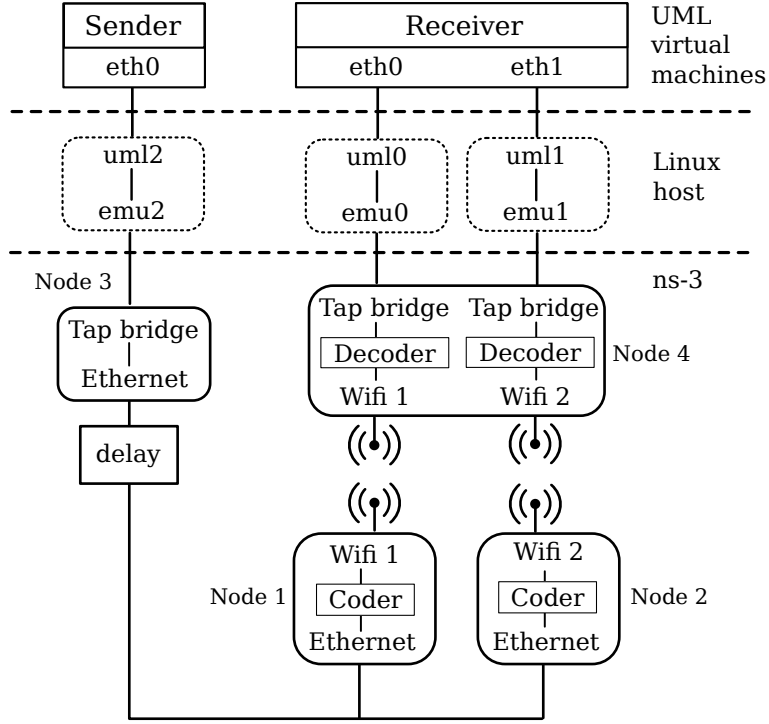 Sender
eth0
Receiver
eth0 eth1
UML
virtual
machines
uml2
emu2
uml0
emu0
uml1
emu1
Linux
host
ns-3
Node 3
Tap bridge
Ethernet
delay
Tap bridge Tap bridge
Decoder Decoder
Wifi 1 Wifi 2
Node 4
Node 1
Wifi 1
Coder
Ethernet
Wifi 2
Coder
Ethernet
Node 2